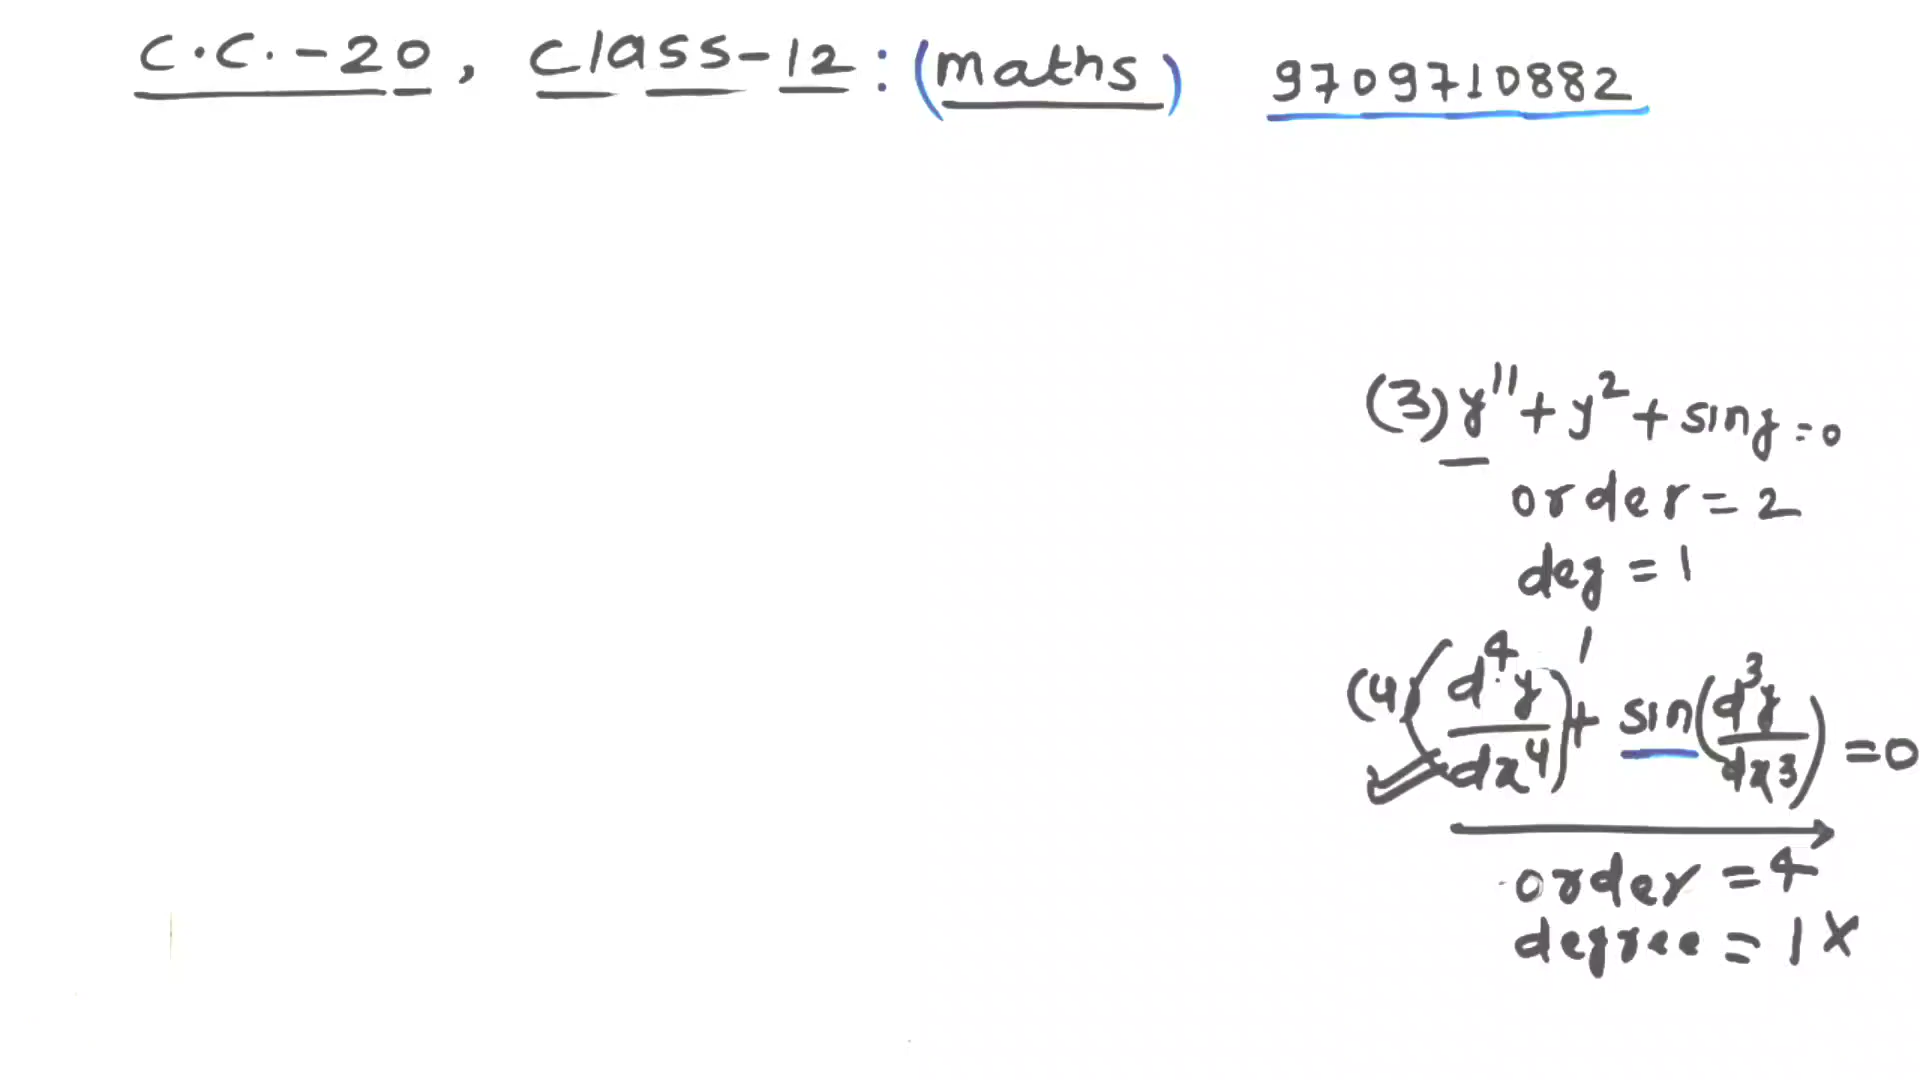 C.C.-20, Class-12 : (maths) 9709710882
(3) y'' + y² + siny = 0
order = 2
deg = 1
(4) (d⁴y/dx⁴)¹ + sin(d³y/dx³) = 0
order = 4
degree = 1 X